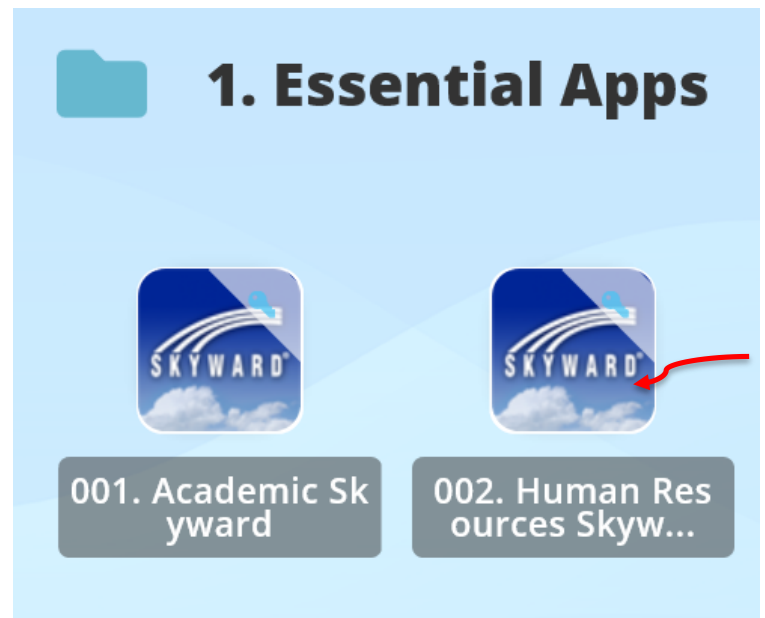 1. Essential Apps
SKYWARD®
SKYWARD®
001. Academic Sk
yward
002. Human Res
ources Skyw...